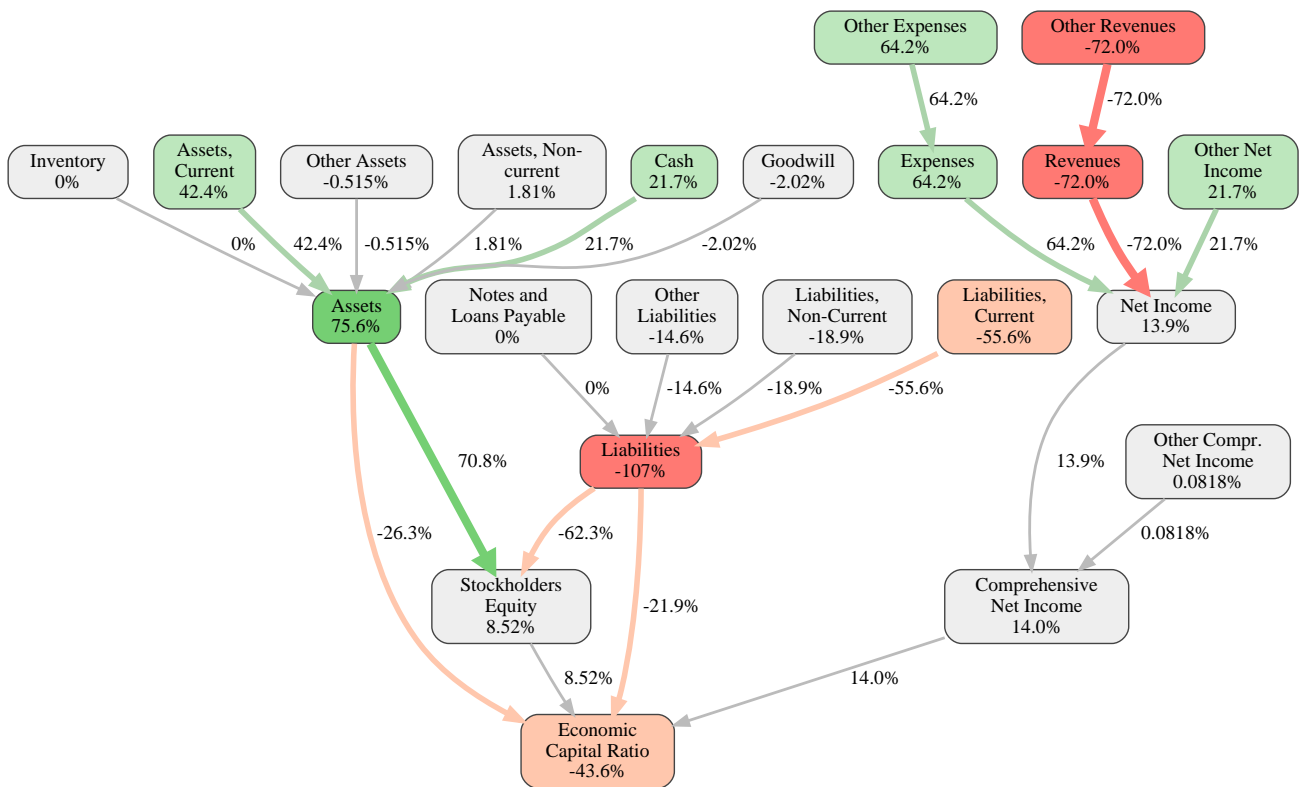 Other Expenses
64.2%
Other Revenues
-72.0%
64.2%
-72.0%
Inventory
0%
Assets,
Current
42.4%
Other Assets
-0.515%
Assets, Non-
current
1.81%
Cash
21.7%
Goodwill
-2.02%
Expenses
64.2%
Revenues
-72.0%
Other Net
Income
21.7%
0%
42.4%
-0.515%
1.81%
21.7%
-2.02%
64.2%
-72.0%
21.7%
Assets
75.6%
Notes and
Loans Payable
0%
Other
Liabilities
-14.6%
Liabilities,
Non-Current
-18.9%
Liabilities,
Current
-55.6%
Net Income
13.9%
0%
-14.6%
-18.9%
-55.6%
70.8%
Liabilities
-107%
13.9%
Other Compr.
Net Income
0.0818%
-26.3%
-62.3%
0.0818%
Stockholders
Equity
8.52%
-21.9%
Comprehensive
Net Income
14.0%
8.52%
14.0%
Economic
Capital Ratio
-43.6%